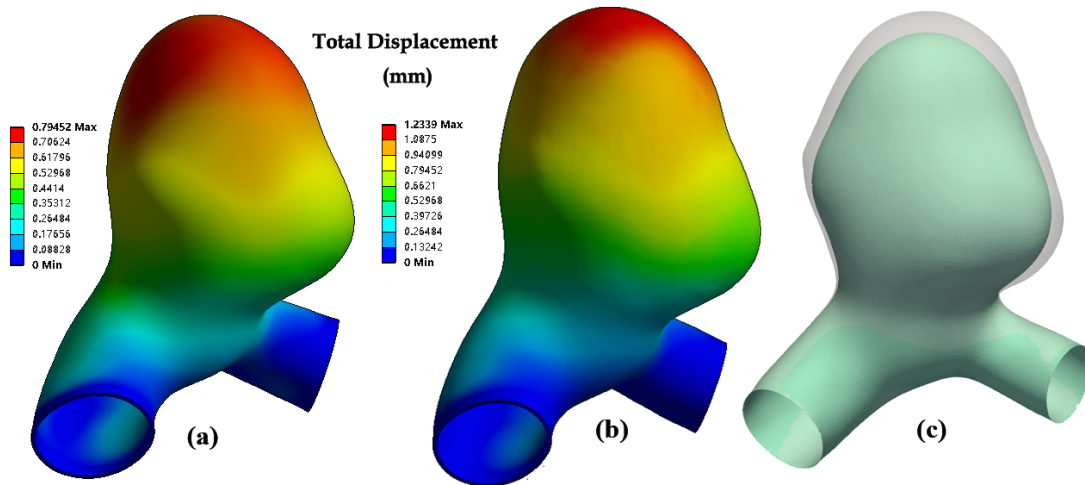 Total Displacement
(mm)
0.79452 Max
0.70624
0.61796
0.52968
0.4414
0.35312
0.26484
0.17656
0.08828
0 Min
1.2339 Max
1.0875
0.94099
0.79452
0.6621
0.52968
0.39726
0.26484
0.13242
0 Min
(a)
(b)
(c)